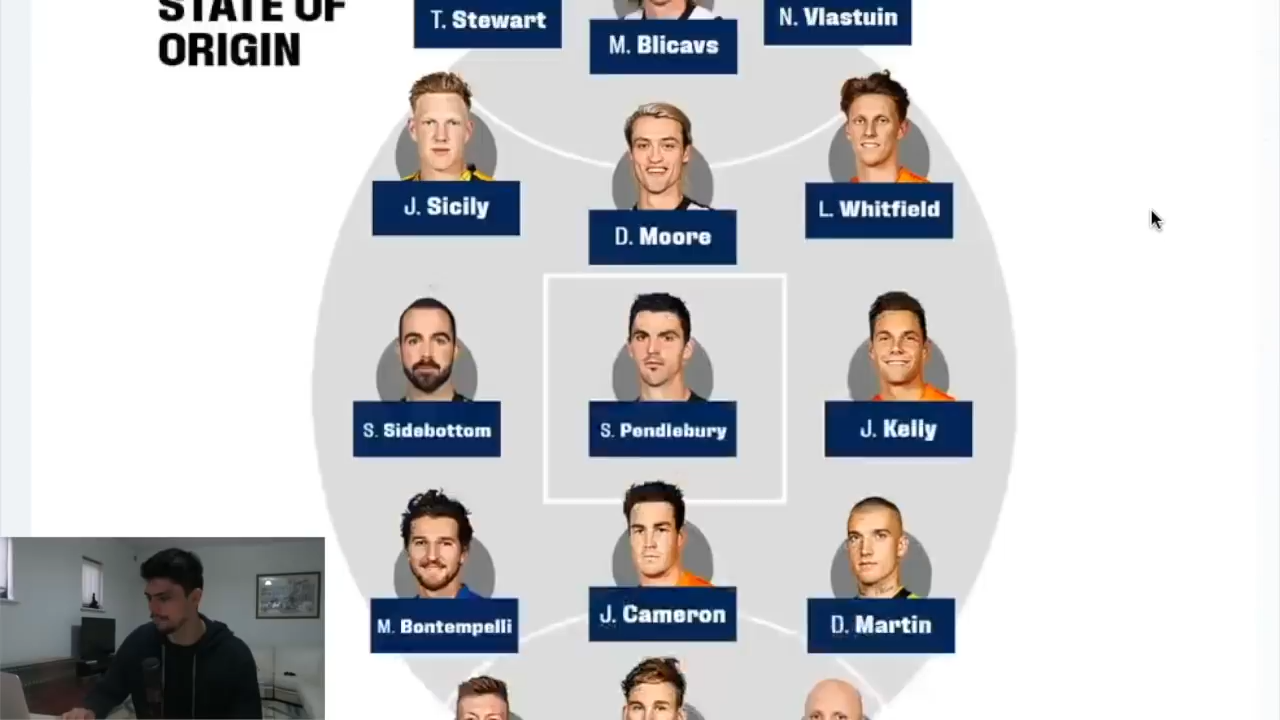 STATE OF
ORIGIN
T. Stewart
M. Blicavs
N. Vlastuin
J. Sicily
D. Moore
L. Whitfield
S. Sidebottom
S. Pendlebury
J. Kelly
M. Bontempelli
J. Cameron
D. Martin